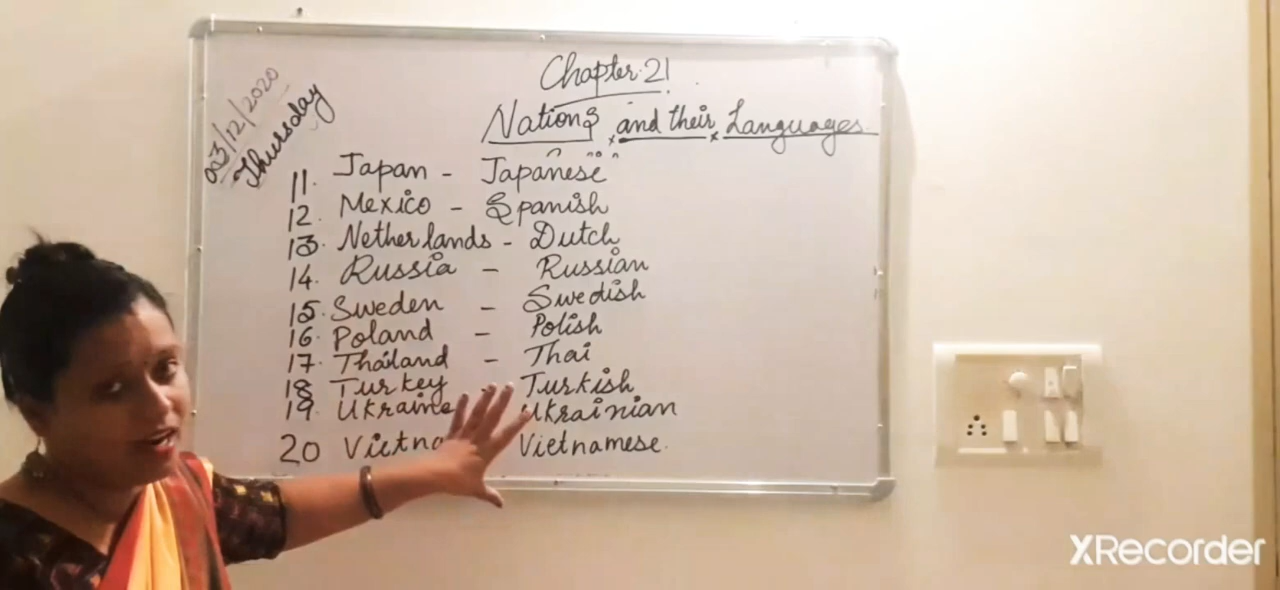 03/12/2020
Thursday
Chapter. 21
Nations and their Languages
11. Japan - Japanese
12. Mexico - Spanish
13. Netherlands - Dutch
14. Russia - Russian
15. Sweden - Swedish
16. Poland - Polish
17. Thailand - Thai
18 Turkey - Turkish
19. Ukraine Ukrainian
20 Vietna Vietnamese.
XRecorder